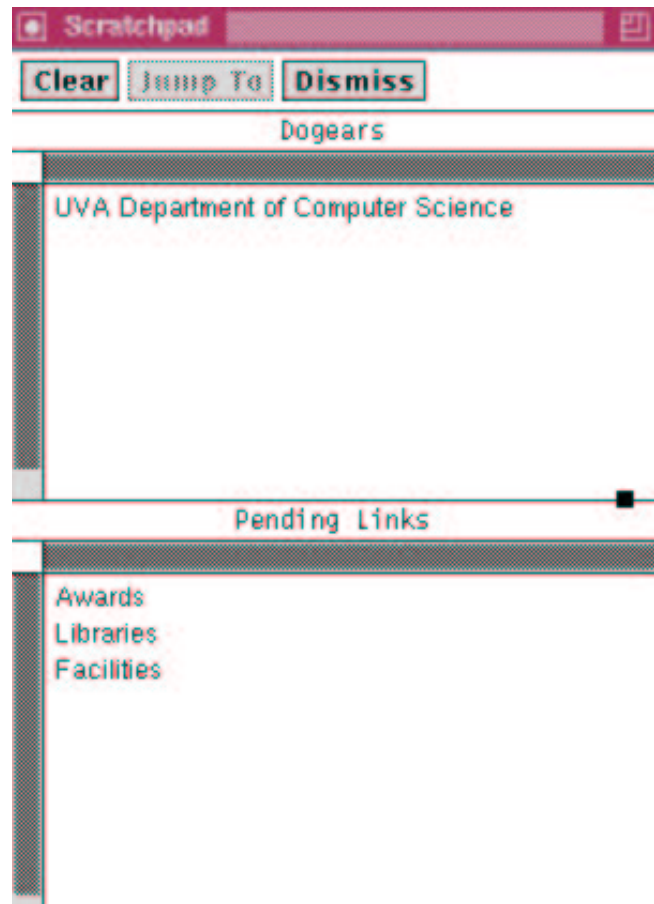 Scratchpad
Clear Jump To Dismiss
Dogears
UVA Department of Computer Science
Pending Links
Awards
Libraries
Facilities